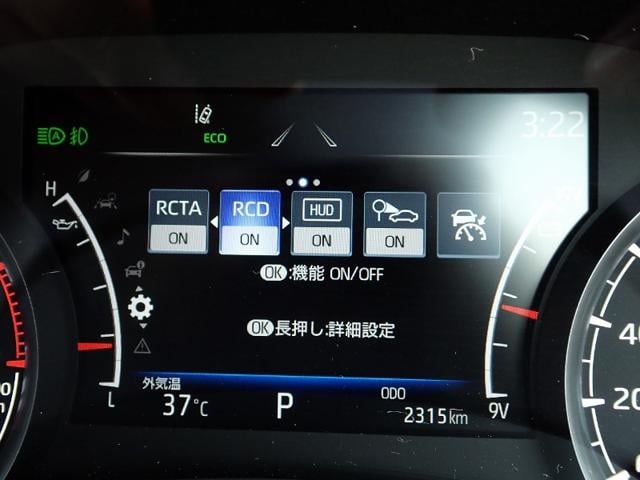 A
ECO
3:22
H
RCTA
RCD
HUD
ON
ON
ON
ON
OK:機能 ON/OFF
OK長押し:詳細設定
外気温
37℃
P
ODO
2315km
L
9V
40
20